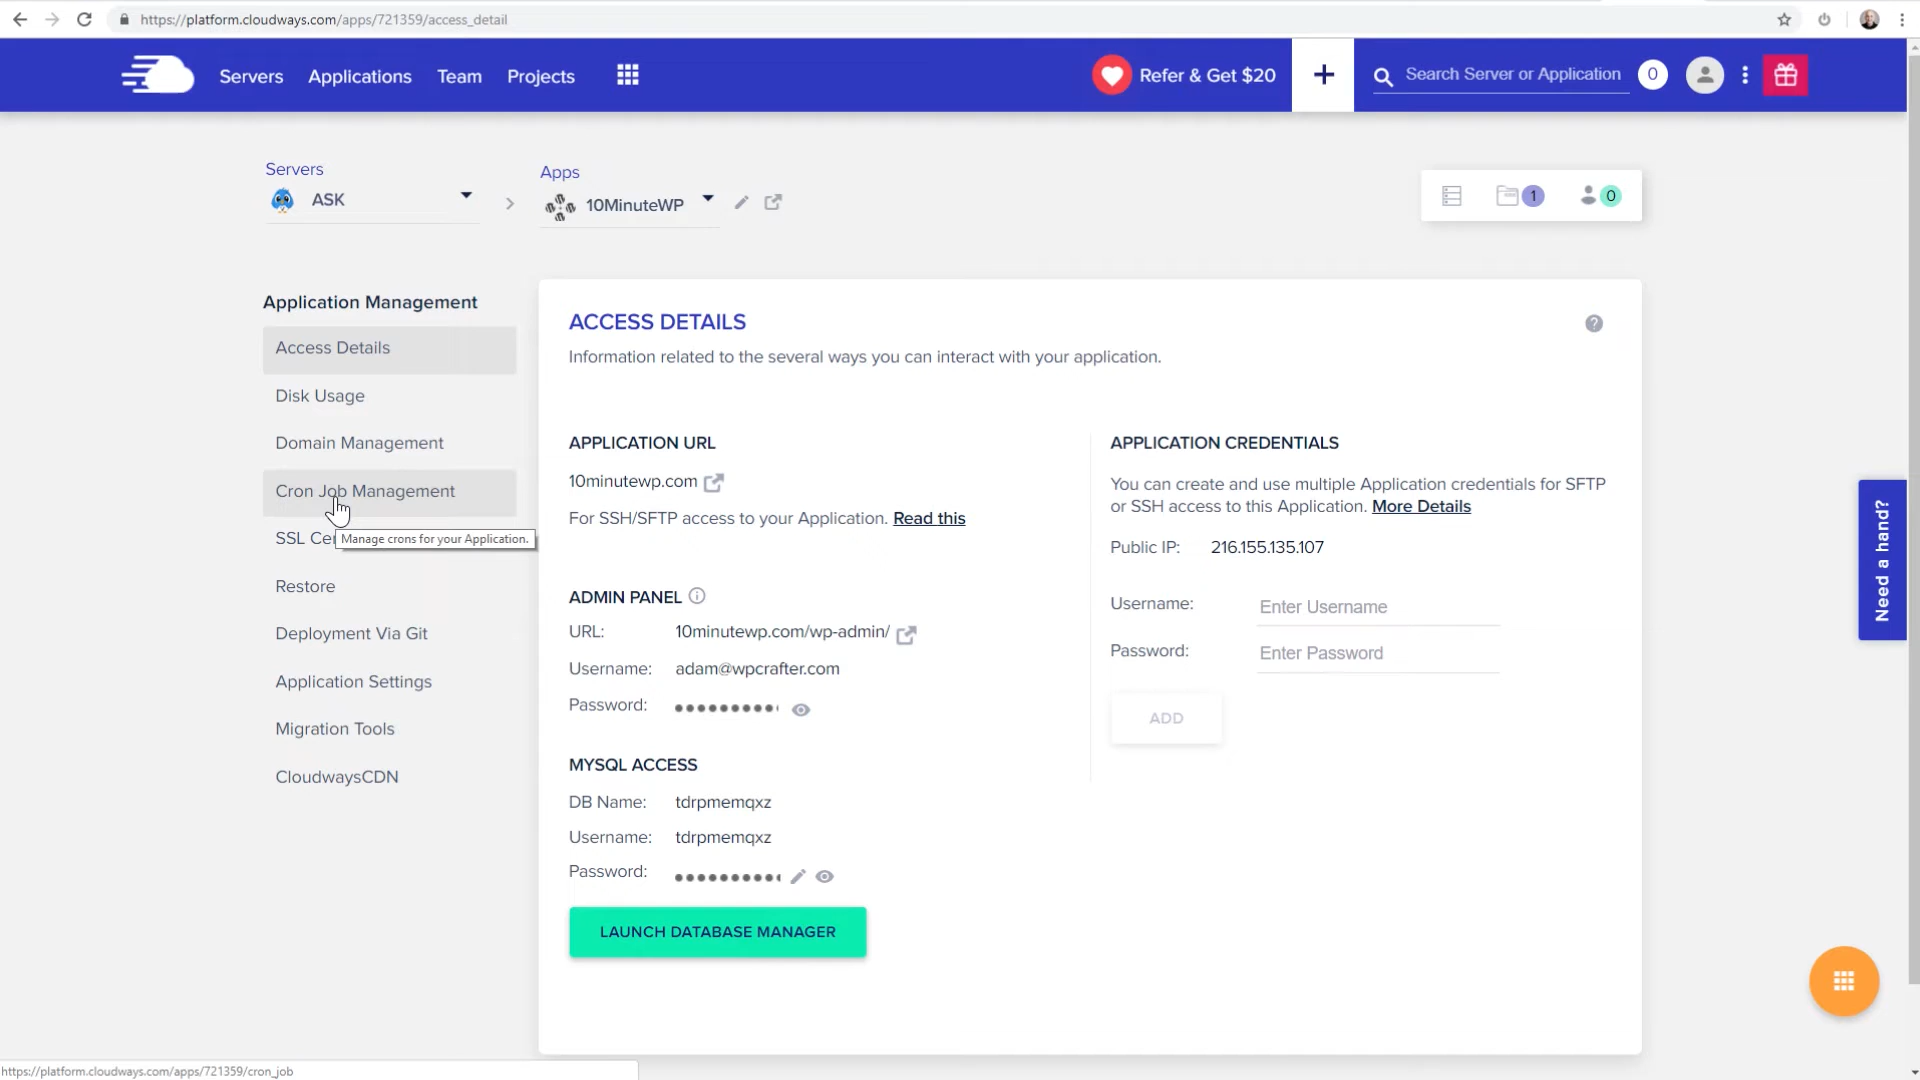 https://platform.cloudways.com/apps/721359/access_detail
Servers
Applications
Team
Projects
Refer & Get $20
Search Server or Application
0
Servers
ASK
Apps
10MinuteWP
1
0
Application Management
Access Details
Disk Usage
Domain Management
Cron Job Management
SSL Cer
Manage crons for your Application.
Restore
Deployment Via Git
Application Settings
Migration Tools
CloudwaysCDN
ACCESS DETAILS
Information related to the several ways you can interact with your application.
APPLICATION URL
10minutewp.com
For SSH/SFTP access to your Application. Read this
ADMIN PANEL
URL: 10minutewp.com/wp-admin/
Username: adam@wpcrafter.com
Password:
MYSQL ACCESS
DB Name: tdrpmemqxz
Username: tdrpmemqxz
Password:
LAUNCH DATABASE MANAGER
APPLICATION CREDENTIALS
You can create and use multiple Application credentials for SFTP
or SSH access to this Application. More Details
Public IP: 216.155.135.107
Username: Enter Username
Password: Enter Password
ADD
Need a hand?
https://platform.cloudways.com/apps/721359/cron_job